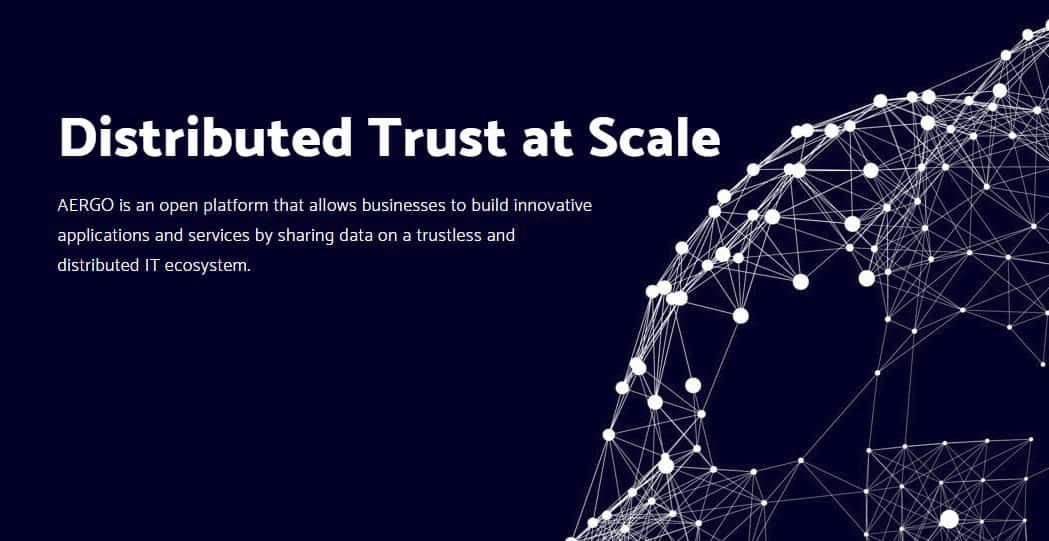 Distributed Trust at Scale
AERGO is an open platform that allows businesses to build innovative
applications and services by sharing data on a trustless and
distributed IT ecosystem.